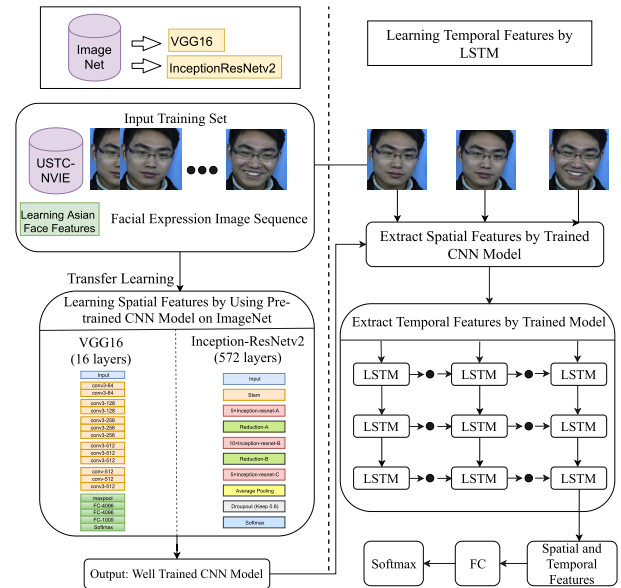 Image
Net
VGG16
InceptionResNetv2
Learning Temporal Features by
LSTM
Input Training Set
USTC-
NVIE
Learning Asian
Face Features
Facial Expression Image Sequence
Transfer Learning
Learning Spatial Features by Using Pre-
trained CNN Model on ImageNet
VGG16
(16 layers)
Input
conv3-64
conv3-64
conv3-128
conv3-128
conv3-256
conv3-256
conv3-256
conv3-512
conv3-512
conv3-512
conv-512
conv-512
conv3-512
maxpool
FC-4096
FC-4096
FC-1000
Softmax
Inception-ResNetv2
(572 layers)
Input
Stem
5×Inception-resnet-A
Reduction-A
10×Inception-resnet-B
Reduction-B
5×Inception-resnet-C
Average Pooling
Droupout (Keep 0.8)
Softmax
Output: Well Trained CNN Model
Extract Spatial Features by Trained
CNN Model
Extract Temporal Features by Trained Model
LSTM LSTM LSTM
LSTM LSTM LSTM
LSTM LSTM LSTM
Spatial and
Temporal
Features
FC
Softmax